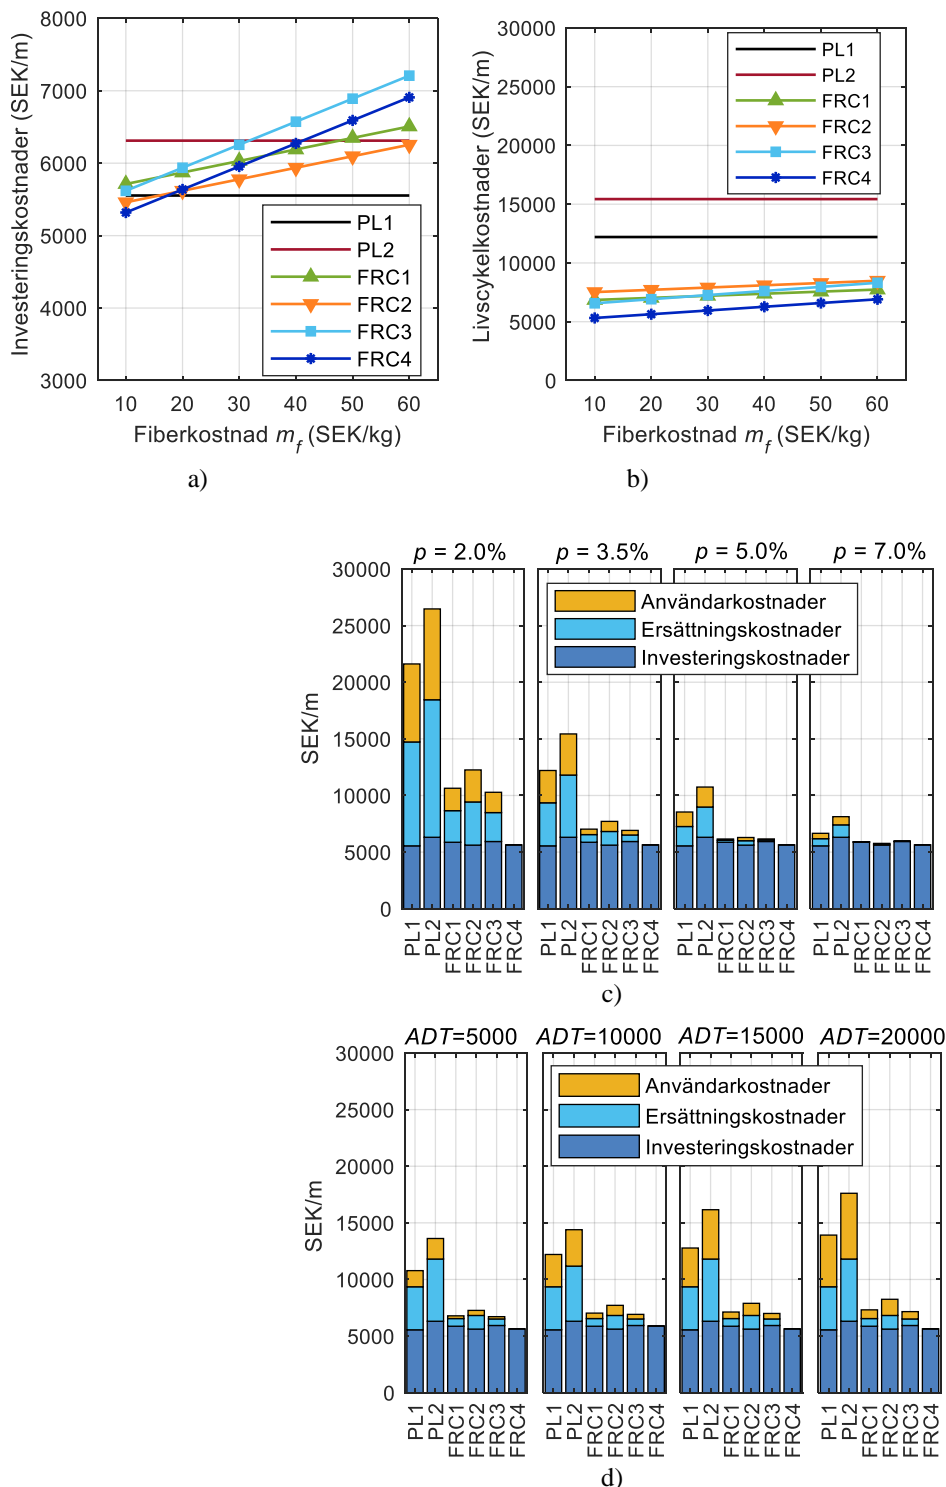 8000
7000
6000
5000
4000
3000
Investeringskostnader (SEK/m)
PL1
PL2
FRC1
FRC2
FRC3
FRC4
10 20 30 40 50 60
Fiberkostnad m_f (SEK/kg)
a)
30000
25000
20000
15000
10000
5000
0
Livscykelkostnader (SEK/m)
PL1
PL2
FRC1
FRC2
FRC3
FRC4
10 20 30 40 50 60
Fiberkostnad m_f (SEK/kg)
b)
p = 2.0% p = 3.5% p = 5.0% p = 7.0%
30000
25000
20000
15000
10000
5000
0
SEK/m
Användarkostnader
Ersättningskostnader
Investeringskostnader
PL1 PL2 FRC1 FRC2 FRC3 FRC4 PL1 PL2 FRC1 FRC2 FRC3 FRC4 PL1 PL2 FRC1 FRC2 FRC3 FRC4 PL1 PL2 FRC1 FRC2 FRC3 FRC4
c)
ADT=5000 ADT=10000 ADT=15000 ADT=20000
30000
25000
20000
15000
10000
5000
0
SEK/m
Användarkostnader
Ersättningskostnader
Investeringskostnader
PL1 PL2 FRC1 FRC2 FRC3 FRC4 PL1 PL2 FRC1 FRC2 FRC3 FRC4 PL1 PL2 FRC1 FRC2 FRC3 FRC4 PL1 PL2 FRC1 FRC2 FRC3 FRC4
d)